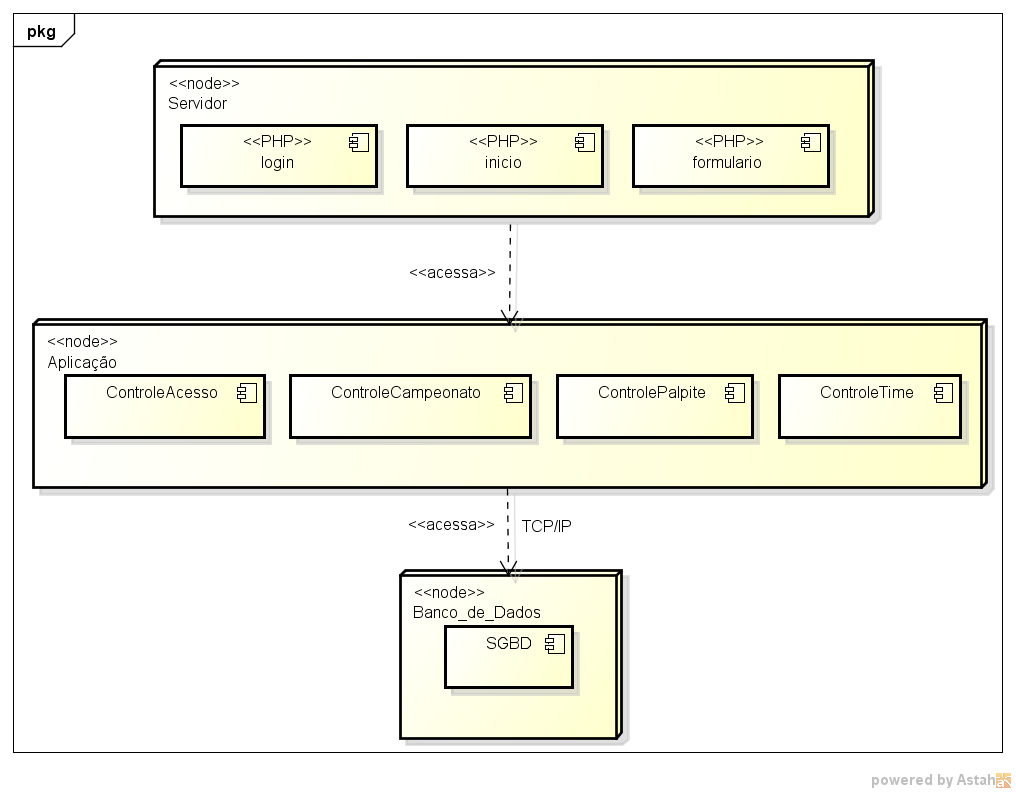 pkg
<<node>>
Servidor
<<PHP>>
login
<<PHP>>
inicio
<<PHP>>
formulario
<<acessa>>
<<node>>
Aplicação
ControleAcesso
ControleCampeonato
ControlePalpite
ControleTime
<<acessa>>
TCP/IP
<<node>>
Banco_de_Dados
SGBD
powered by Astah